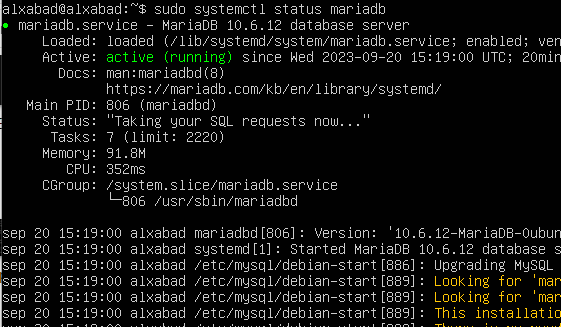 alxabad@alxabad:~$ sudo systemctl status mariadb
● mariadb.service – MariaDB 10.6.12 database server
Loaded: loaded (/lib/systemd/system/mariadb.service; enabled; ven
Active: active (running) since Wed 2023-09-20 15:19:00 UTC; 20min
Docs: man:mariadbd(8)
https://mariadb.com/kb/en/library/systemd/
Main PID: 806 (mariadbd)
Status: "Taking your SQL requests now..."
Tasks: 7 (limit: 2220)
Memory: 91.8M
CPU: 352ms
CGroup: /system.slice/mariadb.service
└─806 /usr/sbin/mariadbd
sep 20 15:19:00 alxabad mariadbd[806]: Version: '10.6.12-MariaDB-0ubun
sep 20 15:19:00 alxabad systemd[1]: Started MariaDB 10.6.12 database s
sep 20 15:19:00 alxabad /etc/mysql/debian-start[886]: Upgrading MySQL
sep 20 15:19:00 alxabad /etc/mysql/debian-start[889]: Looking for 'mar
sep 20 15:19:00 alxabad /etc/mysql/debian-start[889]: Looking for 'mar
sep 20 15:19:00 alxabad /etc/mysql/debian-start[889]: This installatio